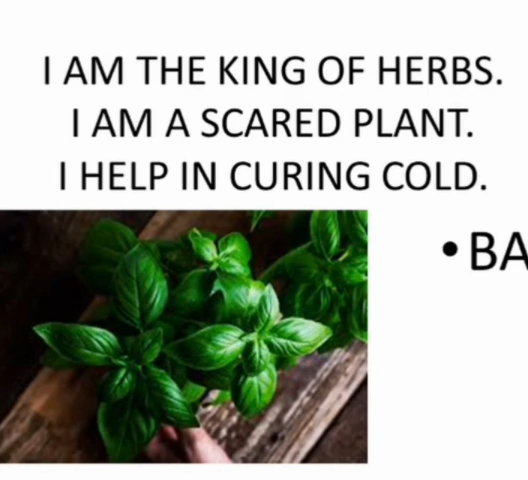 I AM THE KING OF HERBS.
I AM A SCARED PLANT.
I HELP IN CURING COLD.
• BA